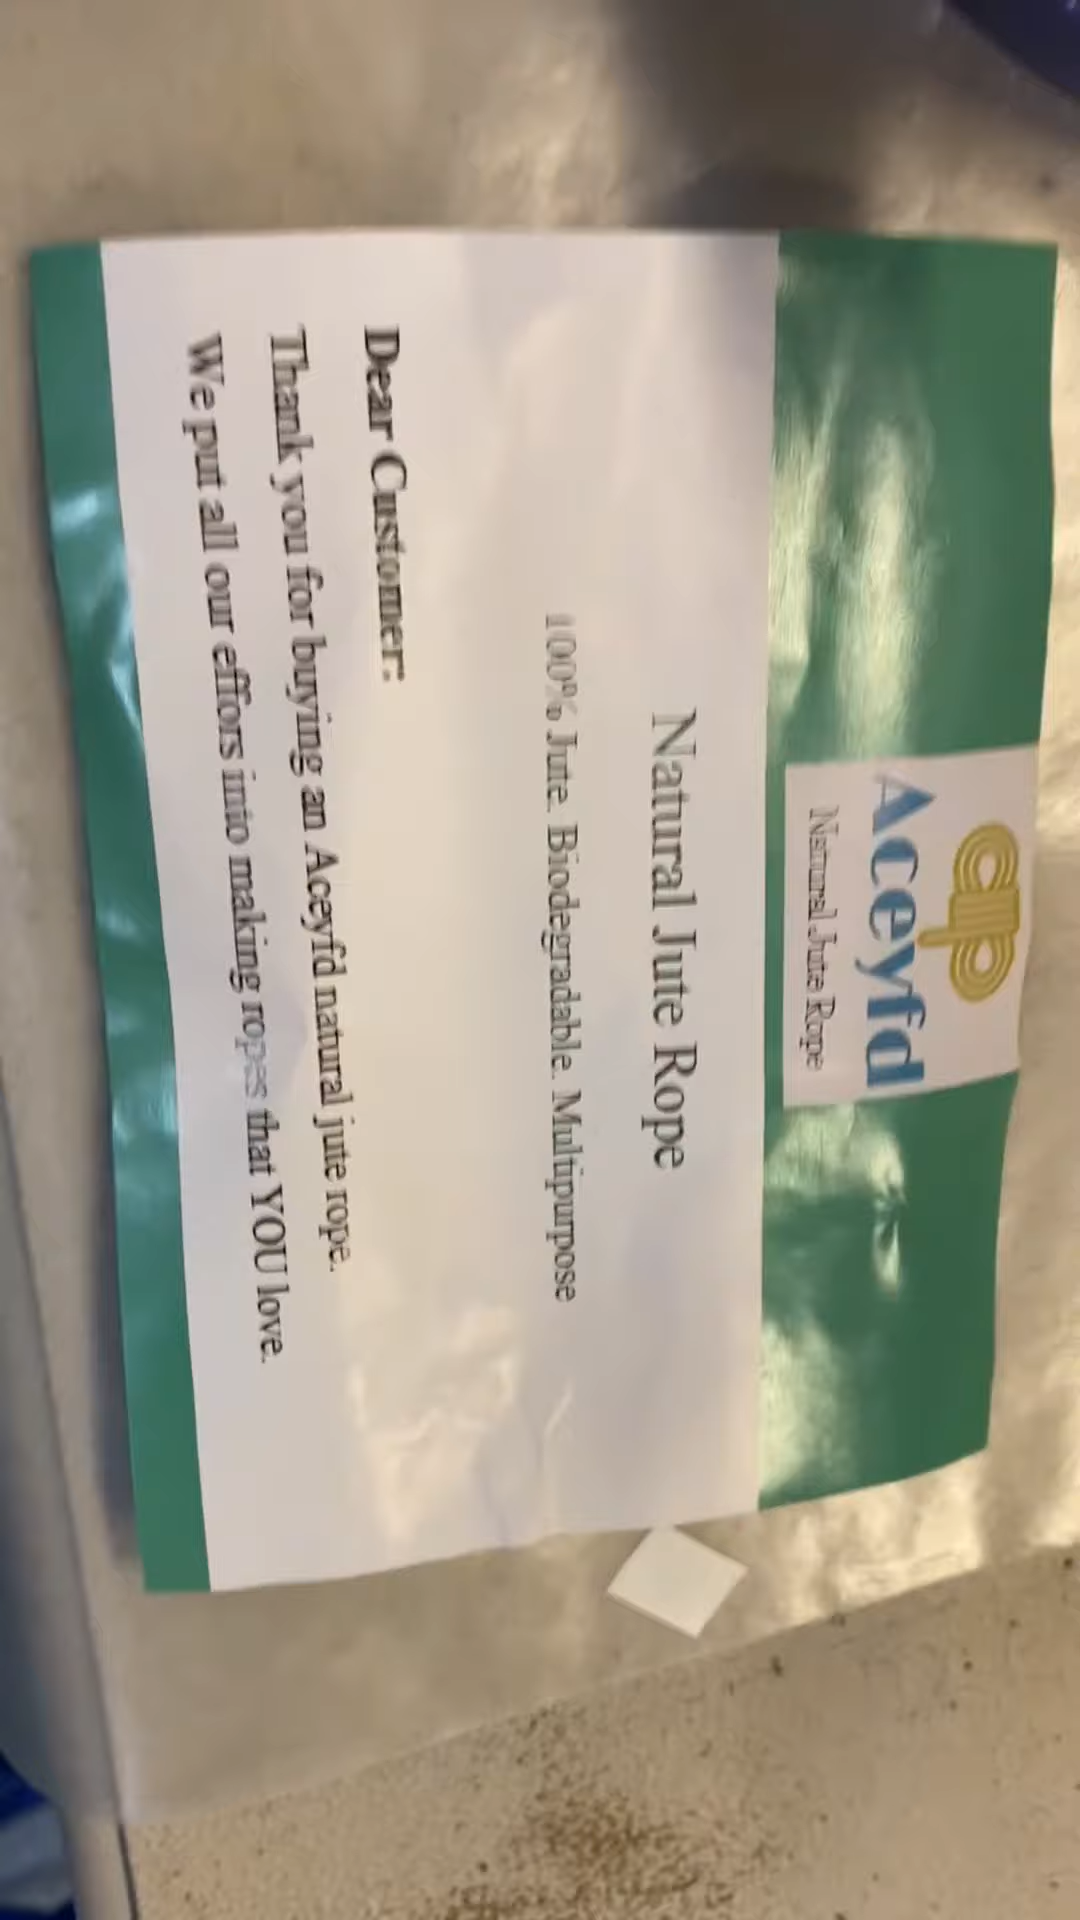 Aceyfd
Natural Jute Rope
Natural Jute Rope
100% Jute. Biodegradable. Multipurpose
Dear Customer:
Thank you for buying an Aceyfd natural jute rope.
We put all our effors into making ropes that YOU love.